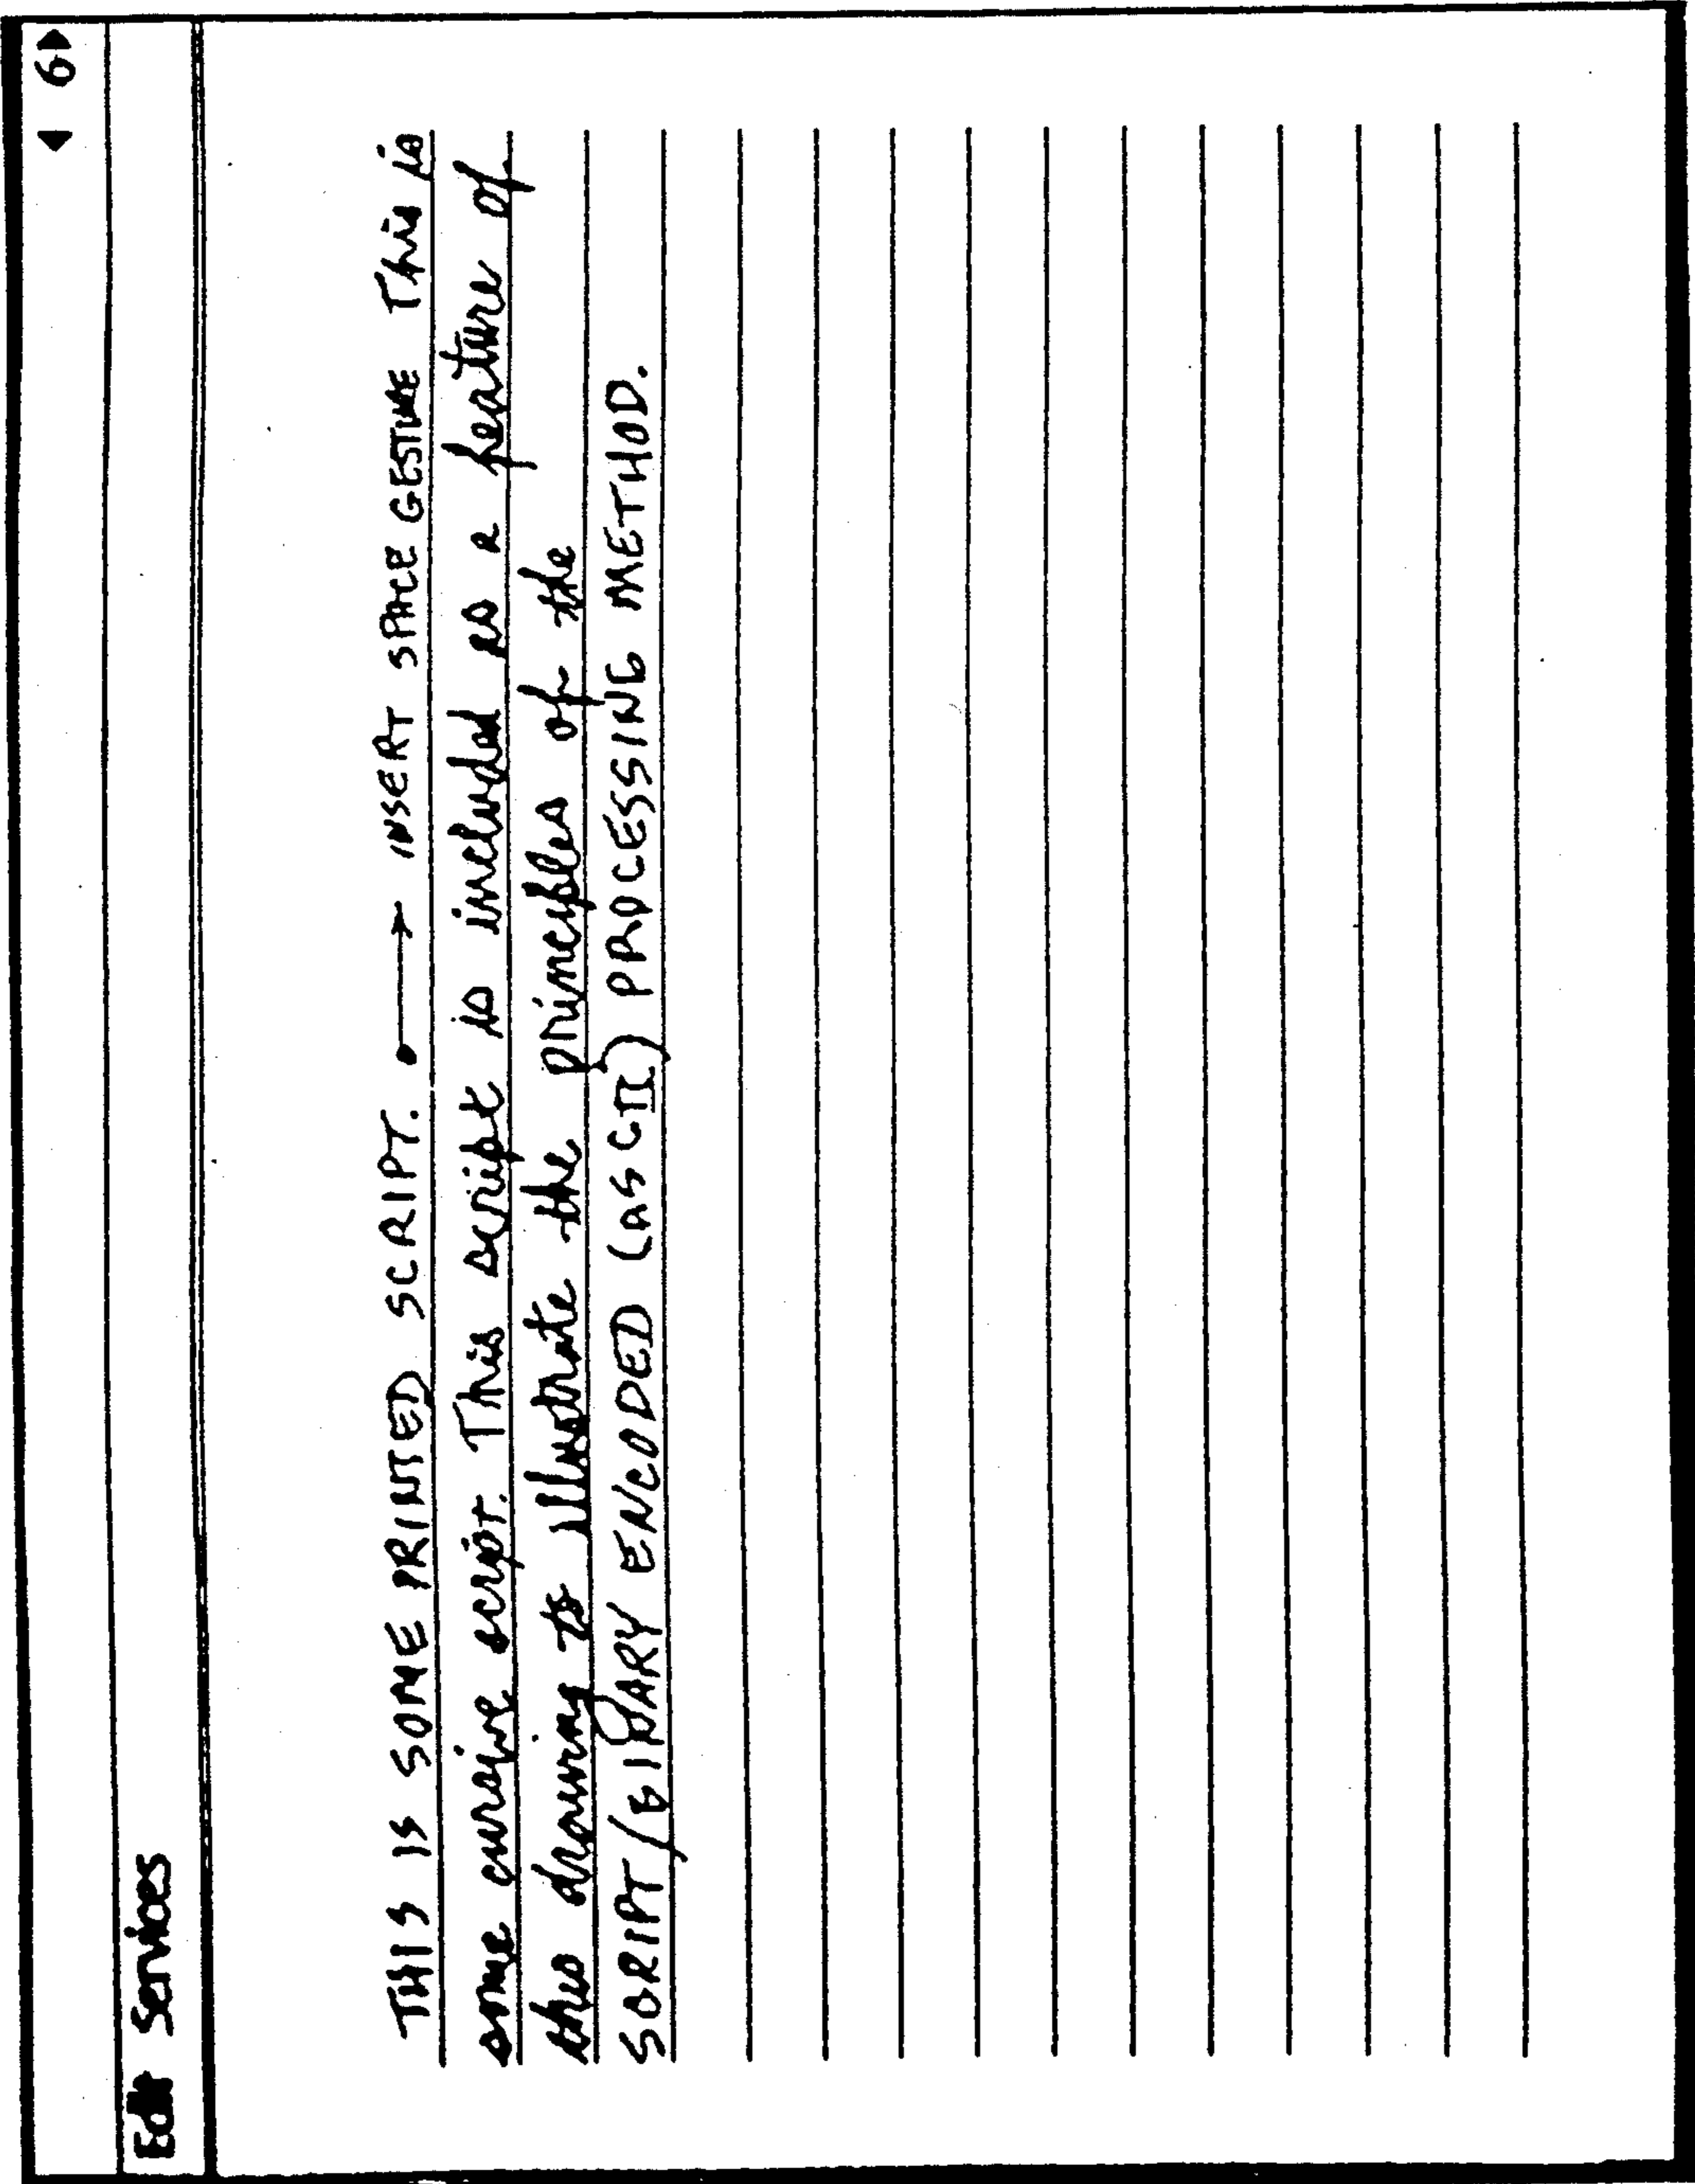 ◀ 6▶
Edit Services
THIS IS SOME PRINTED SCRIPT. •→ INSERT SPACE GESTURE This is
some cursive script. This script is included as a feature of
this drawing to illustrate the principles of the
SCRIPT/BINARY ENCODED (ASCII) PROCESSING METHOD.